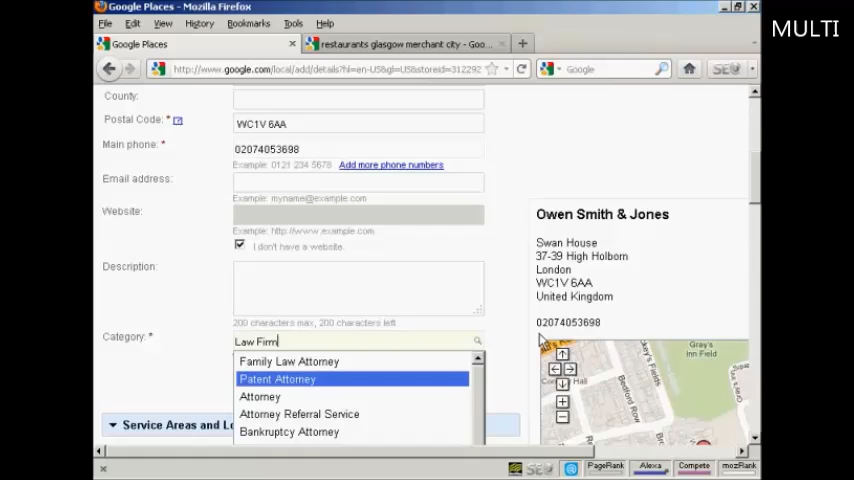 MULTI
Google Places - Mozilla Firefox
File Edit View History Bookmarks Tools Help
Google Places
restaurants glasgow merchant city - Goo...
http://www.google.com/local/add/details?hl=en-US&gl=US&storeid=312292
Google
County:
Postal Code: *
WC1V 6AA
Main phone: *
02074053698
Example: 0121 234 5678 Add more phone numbers
Email address:
Example: myname@example.com
Website:
Example: http://www.example.com
I don't have a website.
Description:
200 characters max, 200 characters left
Category: *
Law Firm
Family Law Attorney
Patent Attorney
Attorney
Attorney Referral Service
Bankruptcy Attorney
Service Areas and Lo
Owen Smith & Jones
Swan House
37-39 High Holborn
London
WC1V 6AA
United Kingdom
02074053698
Gray's
Inn Field
Bedford Row
PageRank
Alexa
Compete
mozRank